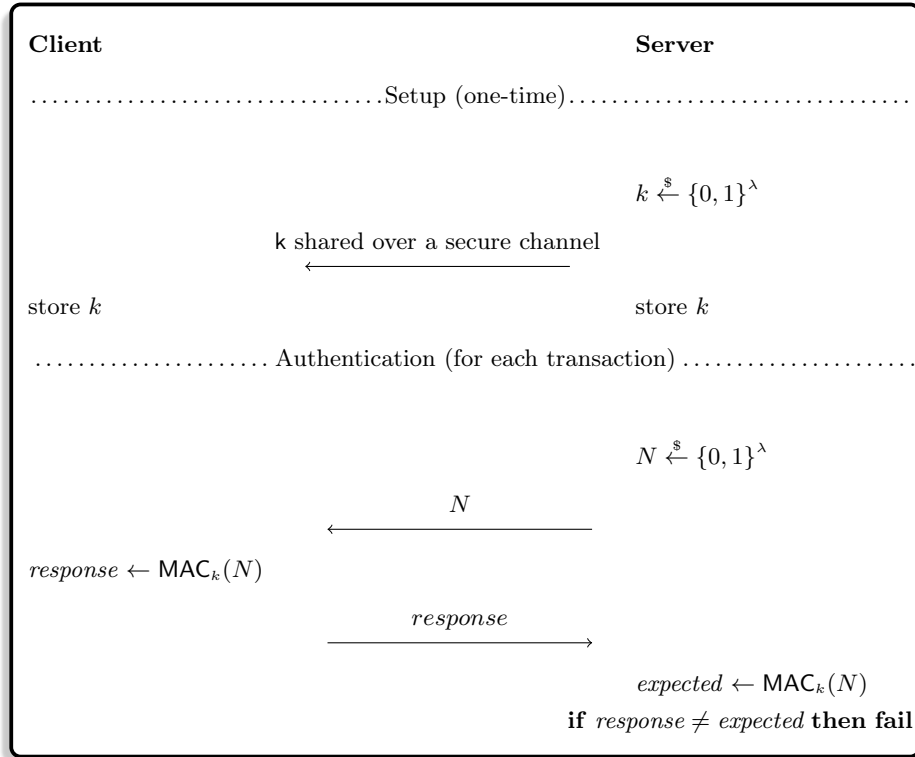 Client Server
Setup (one-time)
k ←$ {0, 1}^λ
k shared over a secure channel
store k store k
Authentication (for each transaction)
N ←$ {0, 1}^λ
N
response ← MAC_k(N)
response
expected ← MAC_k(N)
if response ≠ expected then fail